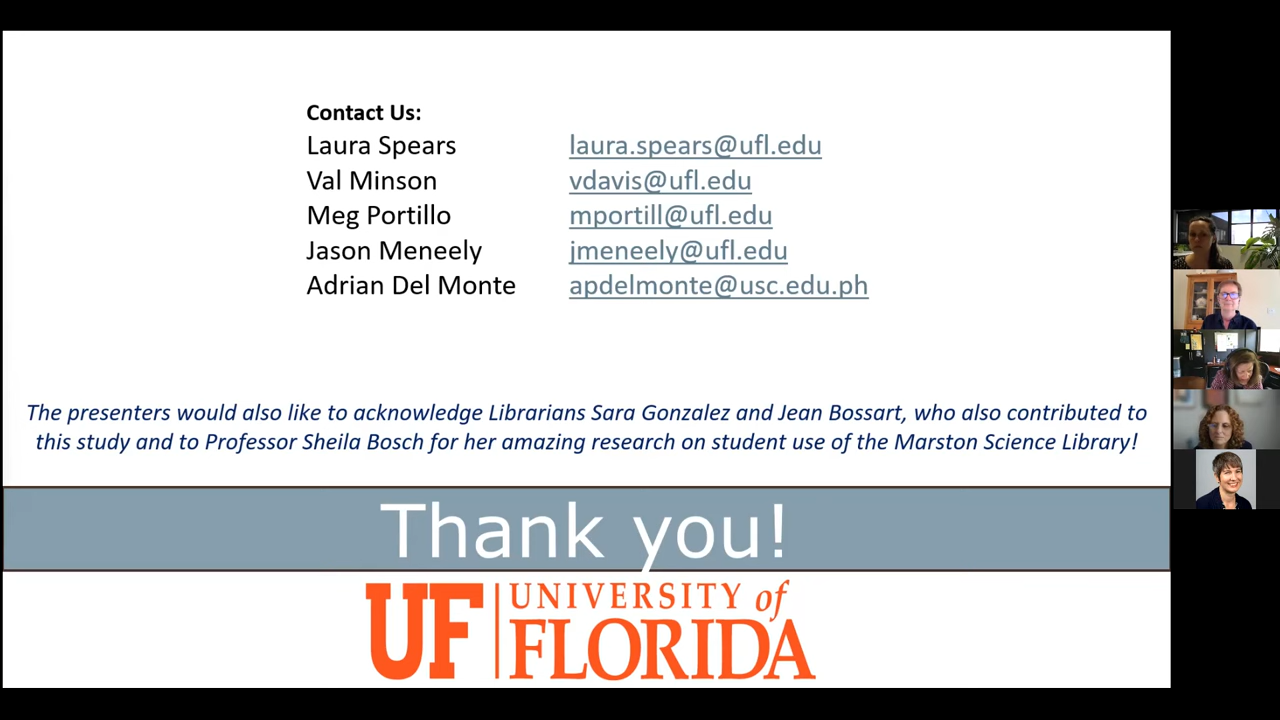 Contact Us:
Laura Spears laura.spears@ufl.edu
Val Minson vdavis@ufl.edu
Meg Portillo mportill@ufl.edu
Jason Meneely jmeneely@ufl.edu
Adrian Del Monte apdelmonte@usc.edu.ph
The presenters would also like to acknowledge Librarians Sara Gonzalez and Jean Bossart, who also contributed to
this study and to Professor Sheila Bosch for her amazing research on student use of the Marston Science Library!
Thank you!
UF UNIVERSITY of
FLORIDA